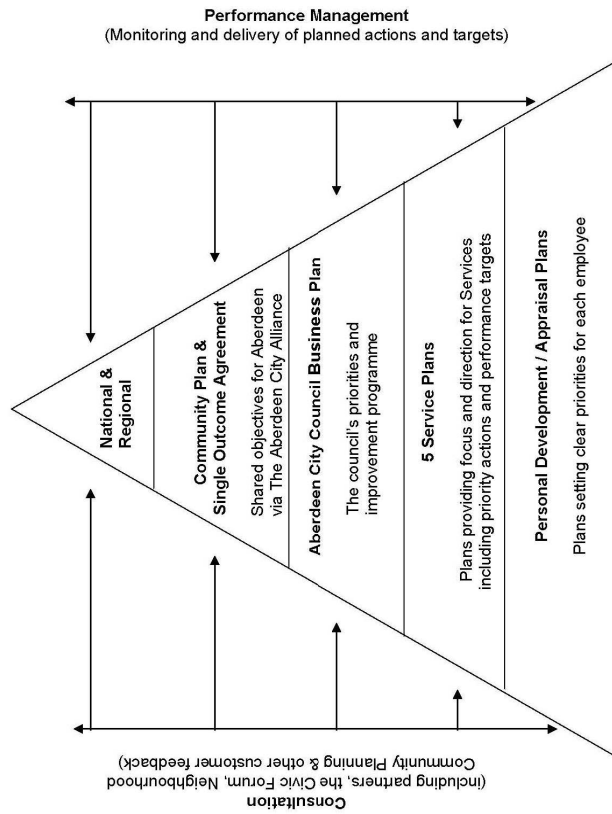 Performance Management
(Monitoring and delivery of planned actions and targets)
National &
Regional
Community Plan &
Single Outcome Agreement
Shared objectives for Aberdeen
via The Aberdeen City Alliance
Aberdeen City Council Business Plan
The council's priorities and
improvement programme
5 Service Plans
Plans providing focus and direction for Services
including priority actions and performance targets
Personal Development / Appraisal Plans
Plans setting clear priorities for each employee
Consultation
(including partners, the Civic Forum, Neighbourhood
Community Planning & other customer feedback)